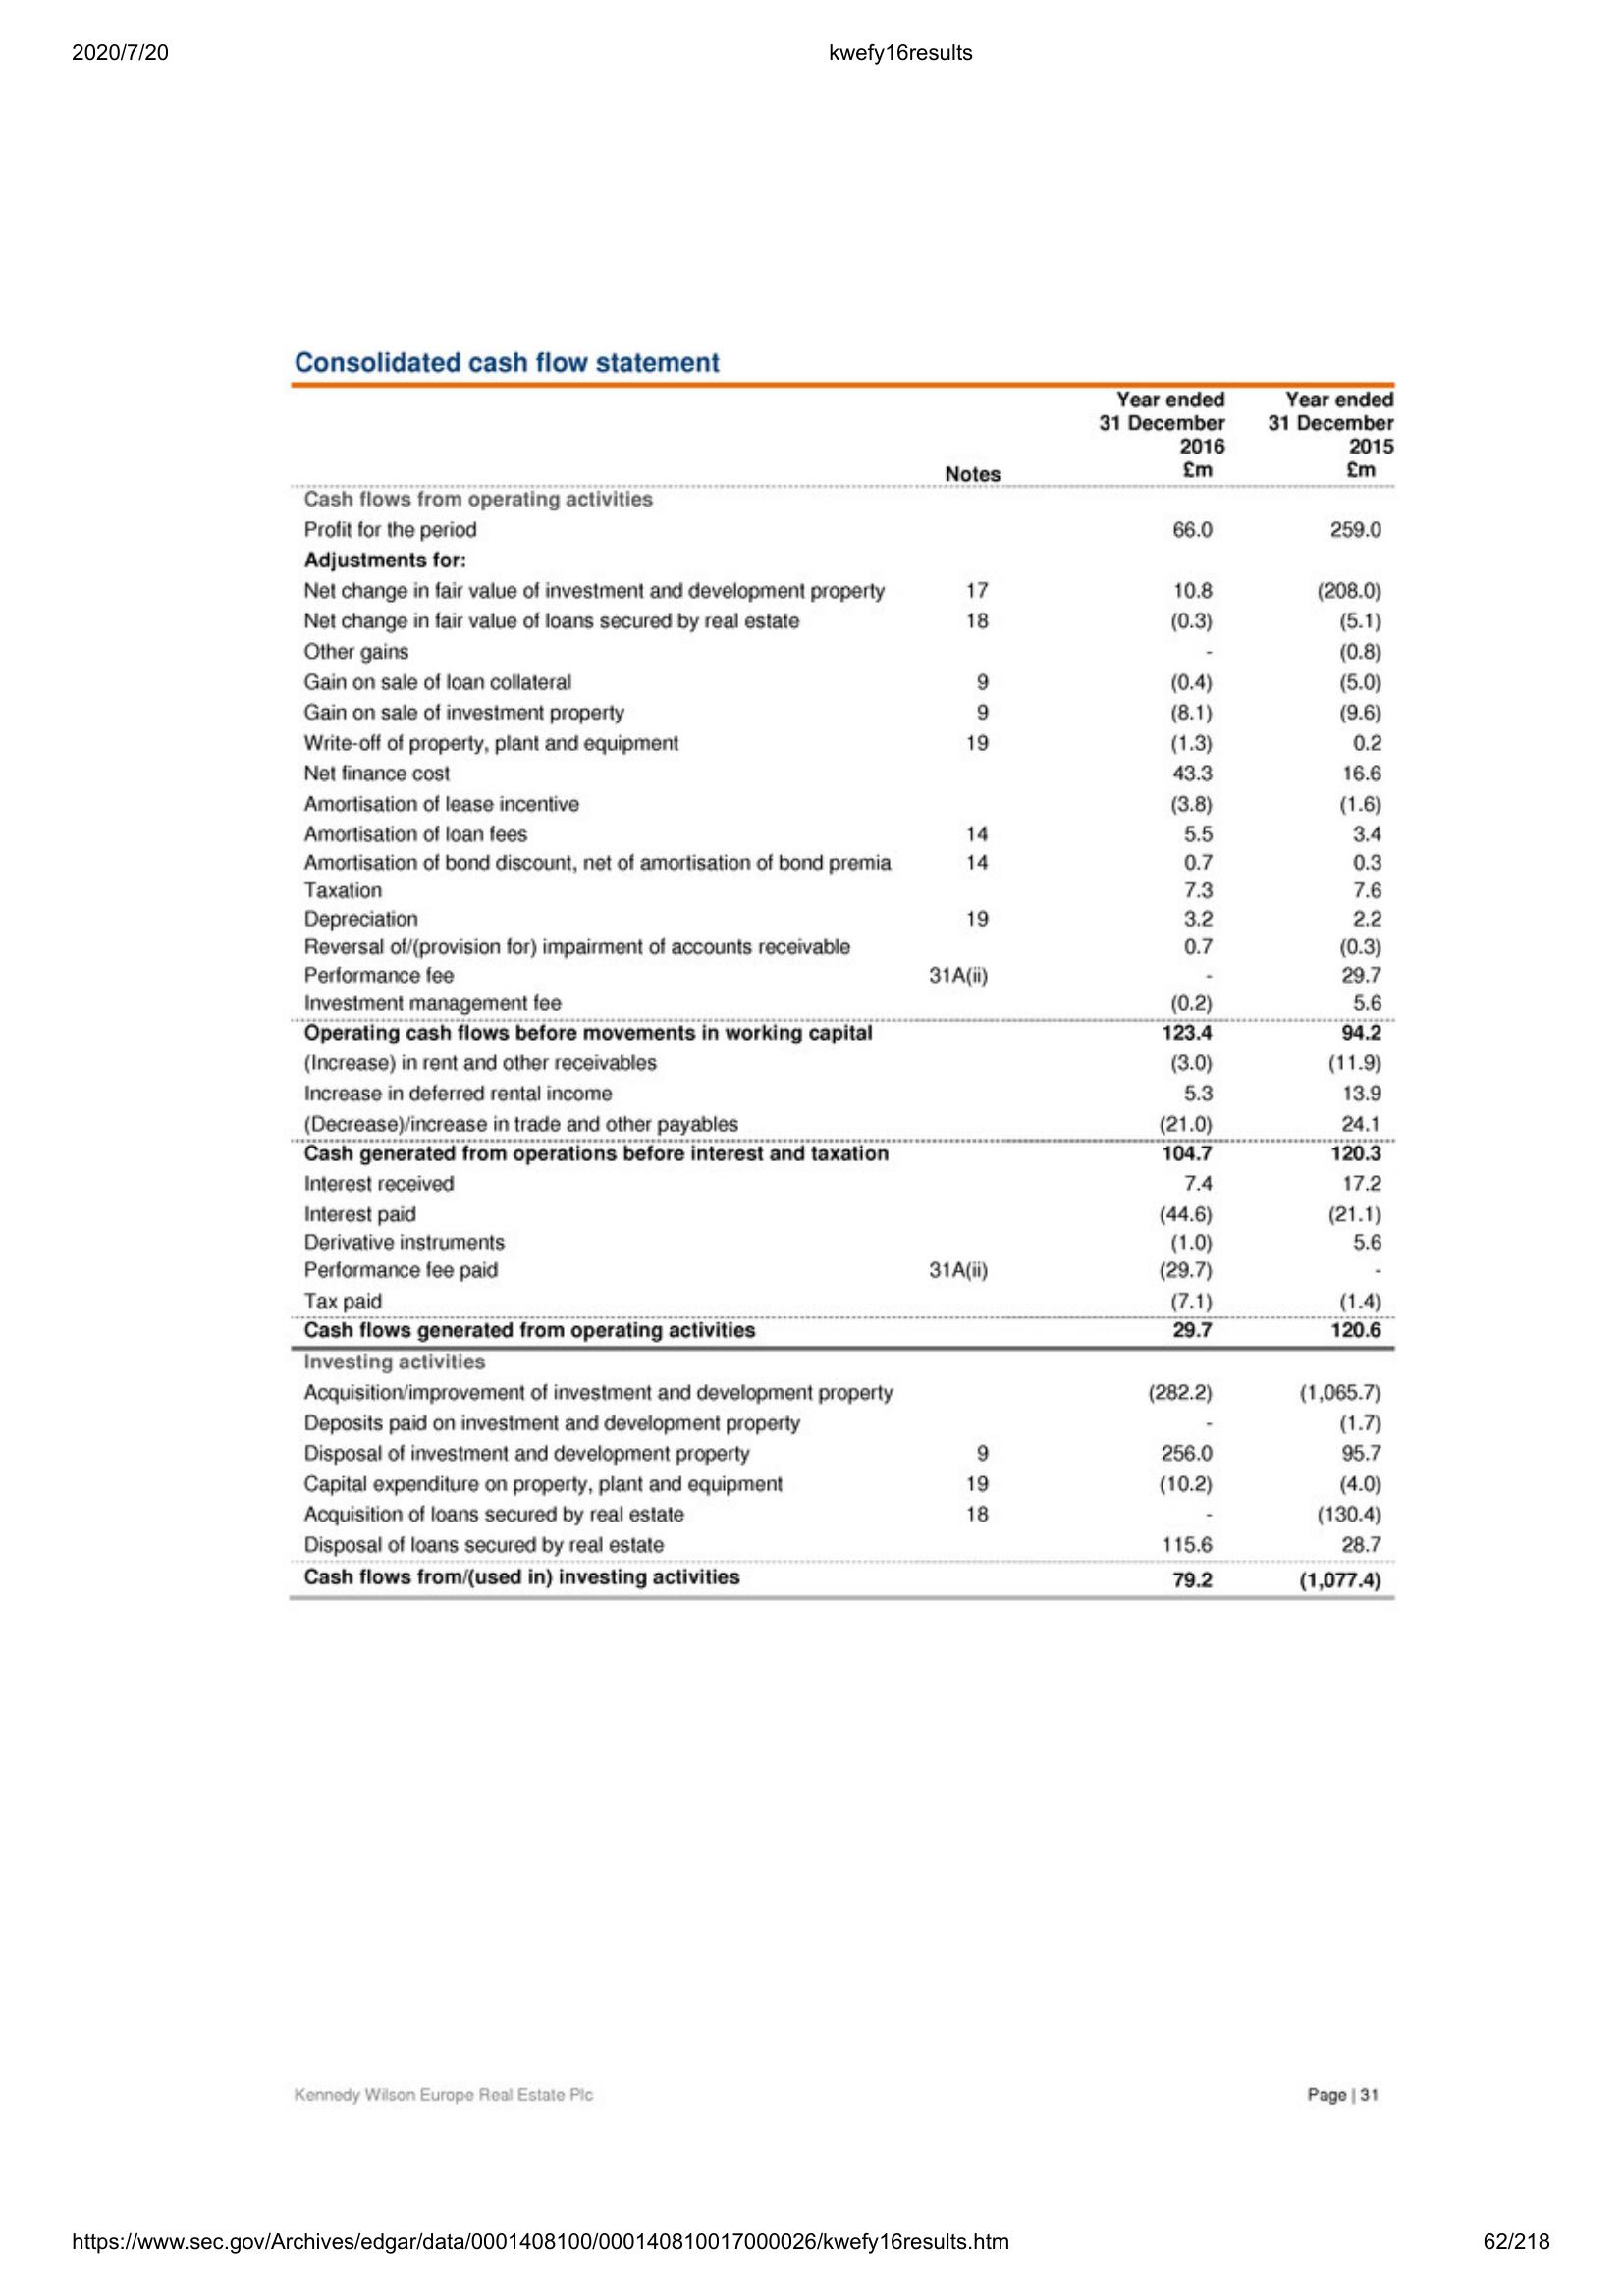 2020/7/20 kwefy16results
Consolidated cash flow statement
Year ended Year ended
31 December 31 December
2016 2015
Notes £m £m
Cash flows from operating activities
Profit for the period 66.0 259.0
Adjustments for:
Net change in fair value of investment and development property 17 10.8 (208.0)
Net change in fair value of loans secured by real estate 18 (0.3) (5.1)
Other gains - (0.8)
Gain on sale of loan collateral 9 (0.4) (5.0)
Gain on sale of investment property 9 (8.1) (9.6)
Write-off of property, plant and equipment 19 (1.3) 0.2
Net finance cost 43.3 16.6
Amortisation of lease incentive (3.8) (1.6)
Amortisation of loan fees 14 5.5 3.4
Amortisation of bond discount, net of amortisation of bond premia 14 0.7 0.3
Taxation 7.3 7.6
Depreciation 19 3.2 2.2
Reversal of/(provision for) impairment of accounts receivable 0.7 (0.3)
Performance fee 31A(ii) - 29.7
Investment management fee (0.2) 5.6
Operating cash flows before movements in working capital 123.4 94.2
(Increase) in rent and other receivables (3.0) (11.9)
Increase in deferred rental income 5.3 13.9
(Decrease)/increase in trade and other payables (21.0) 24.1
Cash generated from operations before interest and taxation 104.7 120.3
Interest received 7.4 17.2
Interest paid (44.6) (21.1)
Derivative instruments (1.0) 5.6
Performance fee paid 31A(ii) (29.7) -
Tax paid (7.1) (1.4)
Cash flows generated from operating activities 29.7 120.6
Investing activities
Acquisition/improvement of investment and development property (282.2) (1,065.7)
Deposits paid on investment and development property - (1.7)
Disposal of investment and development property 9 256.0 95.7
Capital expenditure on property, plant and equipment 19 (10.2) (4.0)
Acquisition of loans secured by real estate 18 - (130.4)
Disposal of loans secured by real estate 115.6 28.7
Cash flows from/(used in) investing activities 79.2 (1,077.4)
Kennedy Wilson Europe Real Estate Plc Page | 31
https://www.sec.gov/Archives/edgar/data/0001408100/000140810017000026/kwefy16results.htm 62/218